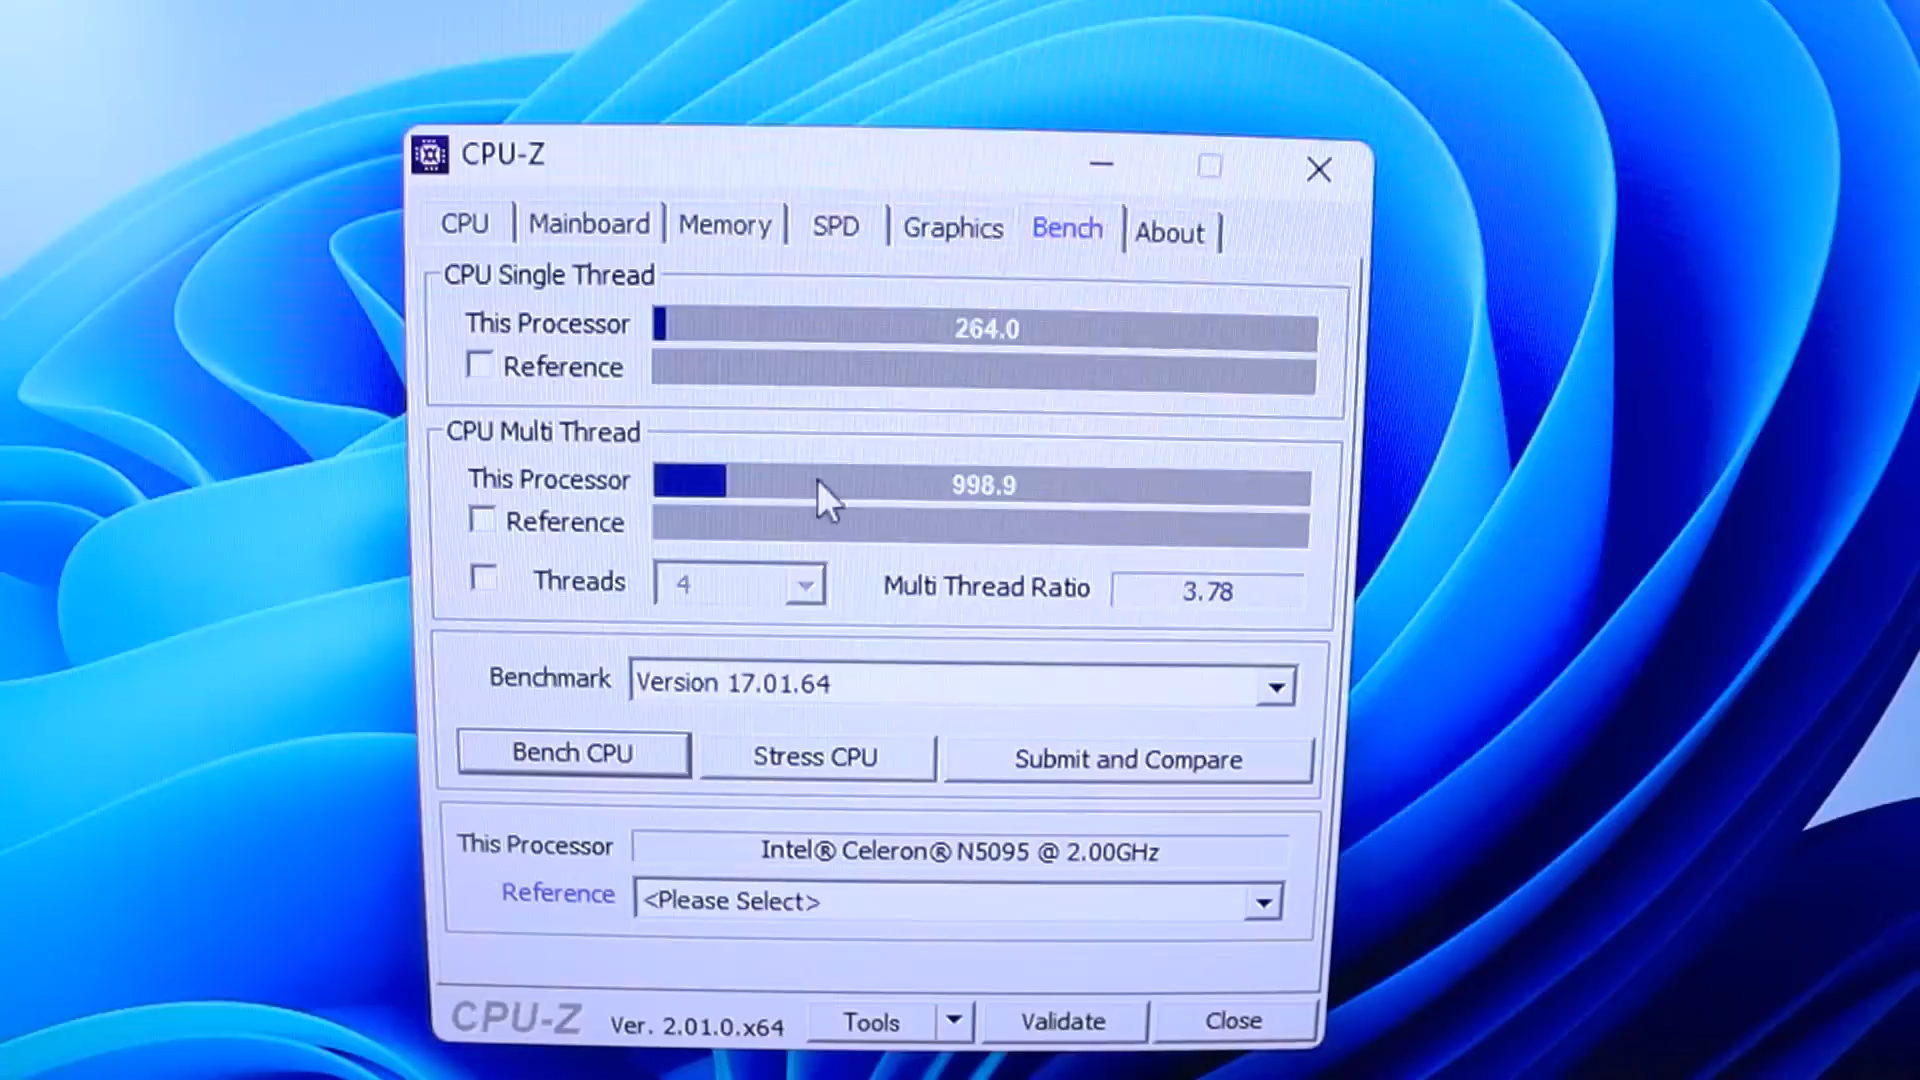 CPU-Z
CPU Mainboard Memory SPD Graphics Bench About
CPU Single Thread
This Processor 264.0
Reference
CPU Multi Thread
This Processor 998.9
Reference
Threads 4 Multi Thread Ratio 3.78
Benchmark Version 17.01.64
Bench CPU Stress CPU Submit and Compare
This Processor Intel® Celeron® N5095 @ 2.00GHz
Reference <Please Select>
CPU-Z Ver. 2.01.0.x64 Tools Validate Close